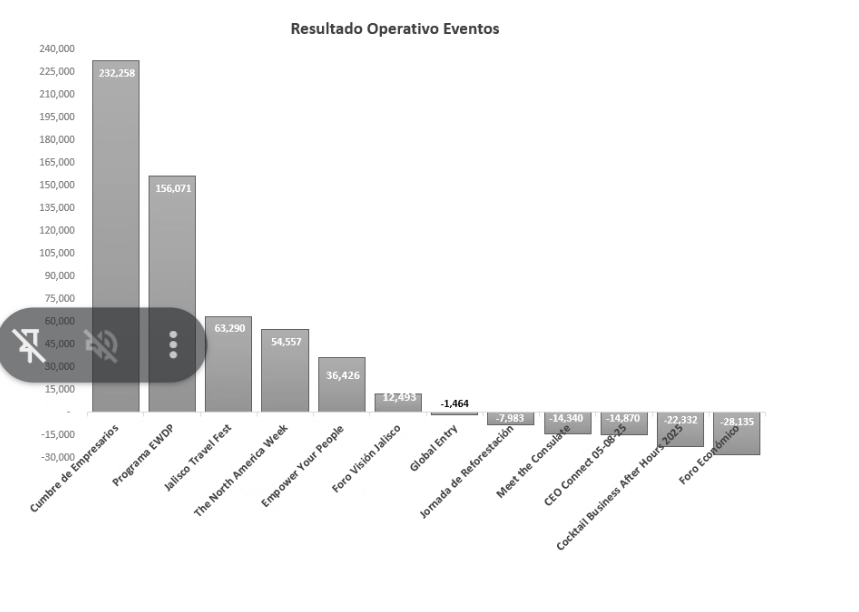 Resultado Operativo Eventos
240,000
225,000
210,000
195,000
180,000
165,000
150,000
135,000
120,000
105,000
90,000
75,000
60,000
45,000
30,000
15,000
-
-15,000
-30,000
232,258
156,071
63,290
54,557
36,426
12,493
-1,464
-7,983
-14,340
-14,870
-22,332
-28,135
Cumbre de Empresarios
Programa EWDP
Jalisco Travel Fest
The North America Week
Empower Your People
Foro Visión Jalisco
Global Entry
Jornada de Reforestación
Meet the Consulate
CEO Connect 05-08-25
Cocktail Business After Hours 2025
Foro Económico